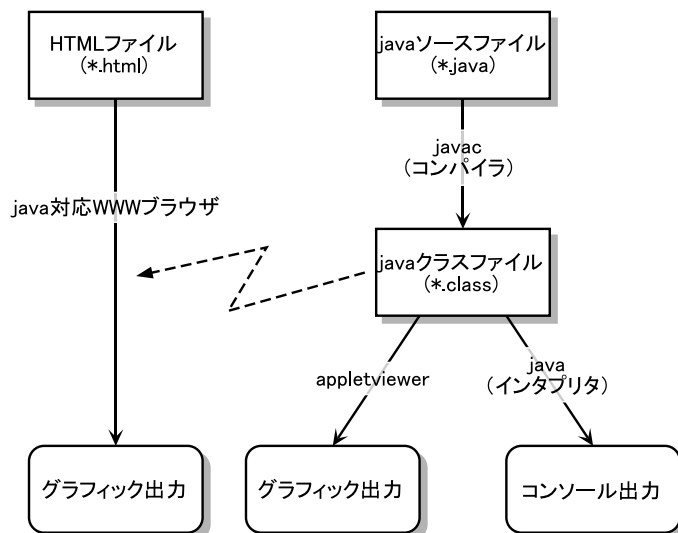 HTMLファイル
(*.html)
javaソースファイル
(*.java)
javac
(コンパイラ)
java対応WWWブラウザ
javaクラスファイル
(*.class)
appletviewer
java
(インタプリタ)
グラフィック出力
グラフィック出力
コンソール出力